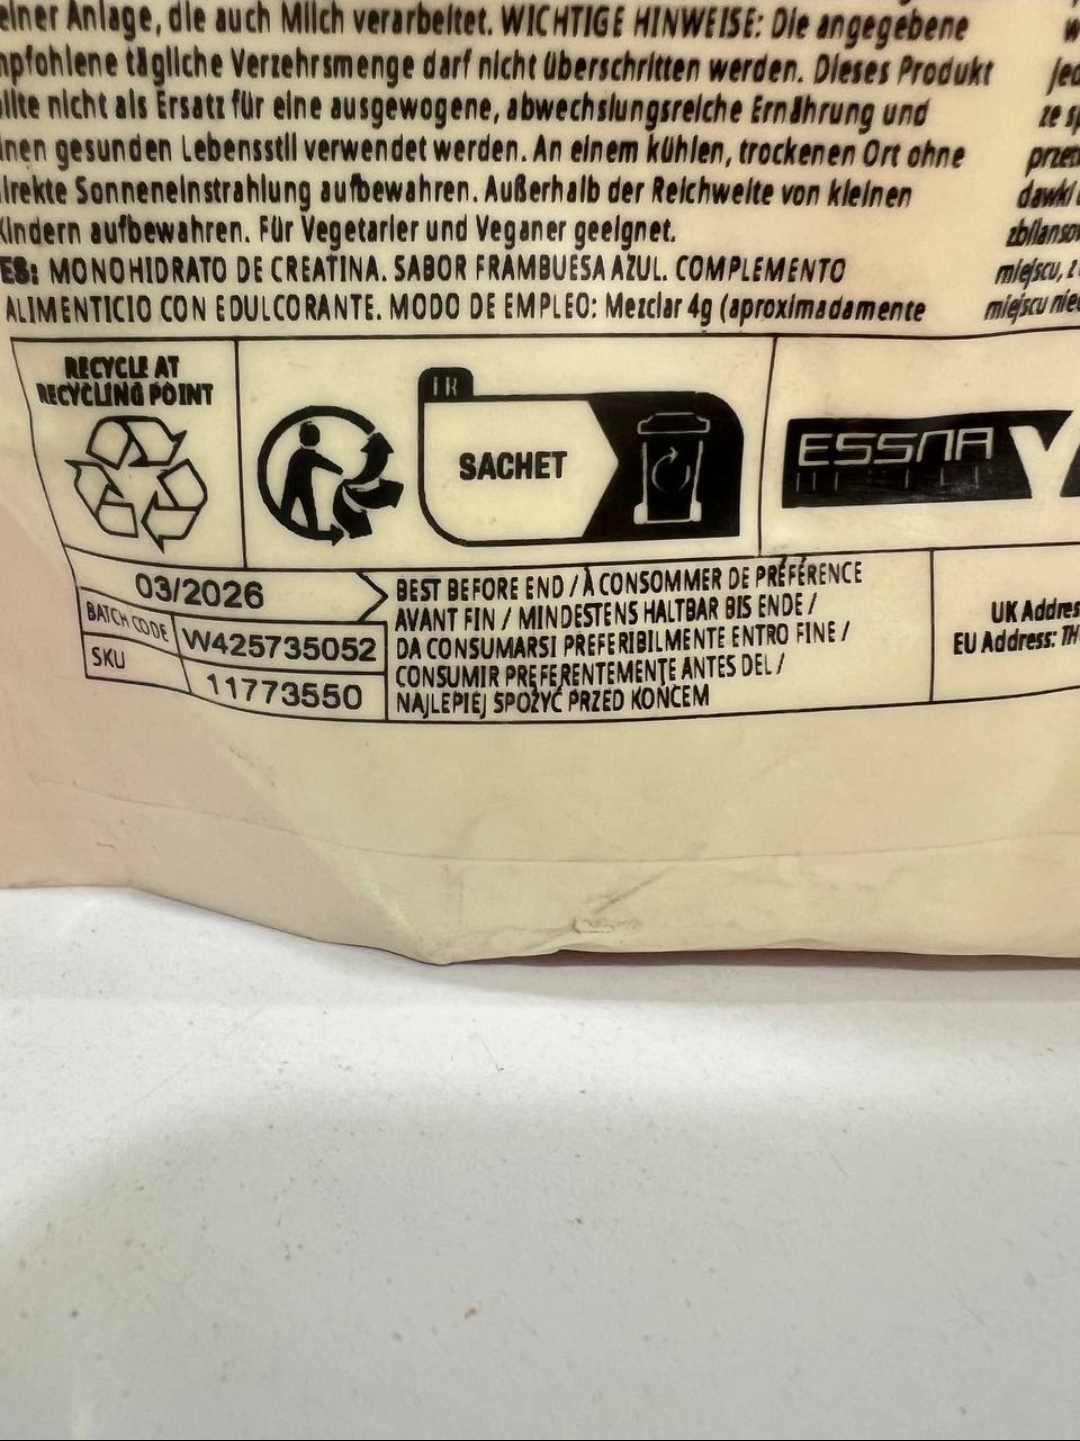 einer Anlage, die auch Milch verarbeitet. WICHTIGE HINWEISE: Die angegebene
tägliche Verzehrsmenge darf nicht überschritten werden. Dieses Produkt
nicht als Ersatz für eine ausgewogene, abwechslungsreiche Ernährung und
gesunden Lebensstil verwendet werden. An einem kühlen, trockenen Ort ohne
Sonneneinstrahlung aufbewahren. Außerhalb der Reichweite von kleinen
Kindern aufbewahren. Für Vegetarier und Veganer geeignet.
ES: MONOHIDRATO DE CREATINA. SABOR FRAMBUESA AZUL. COMPLEMENTO
ALIMENTICIO CON EDULCORANTE. MODO DE EMPLEO: Mezclar 4g (aproximadamente
miejscu,
miejscu
RECYCLE AT
RECYCLING POINT
FR
SACHET
ESSNA
03/2026
BATCH CODE W425735052
SKU 11773550
BEST BEFORE END / À CONSOMMER DE PRÉFÉRENCE
AVANT FIN / MINDESTENS HALTBAR BIS ENDE /
DA CONSUMARSI PREFERIBILMENTE ENTRO FINE /
CONSUMIR PREFERENTEMENTE ANTES DEL /
NAJLEPIEJ SPOŻYĆ PRZED KOŃCEM
UK
EU Address: TH